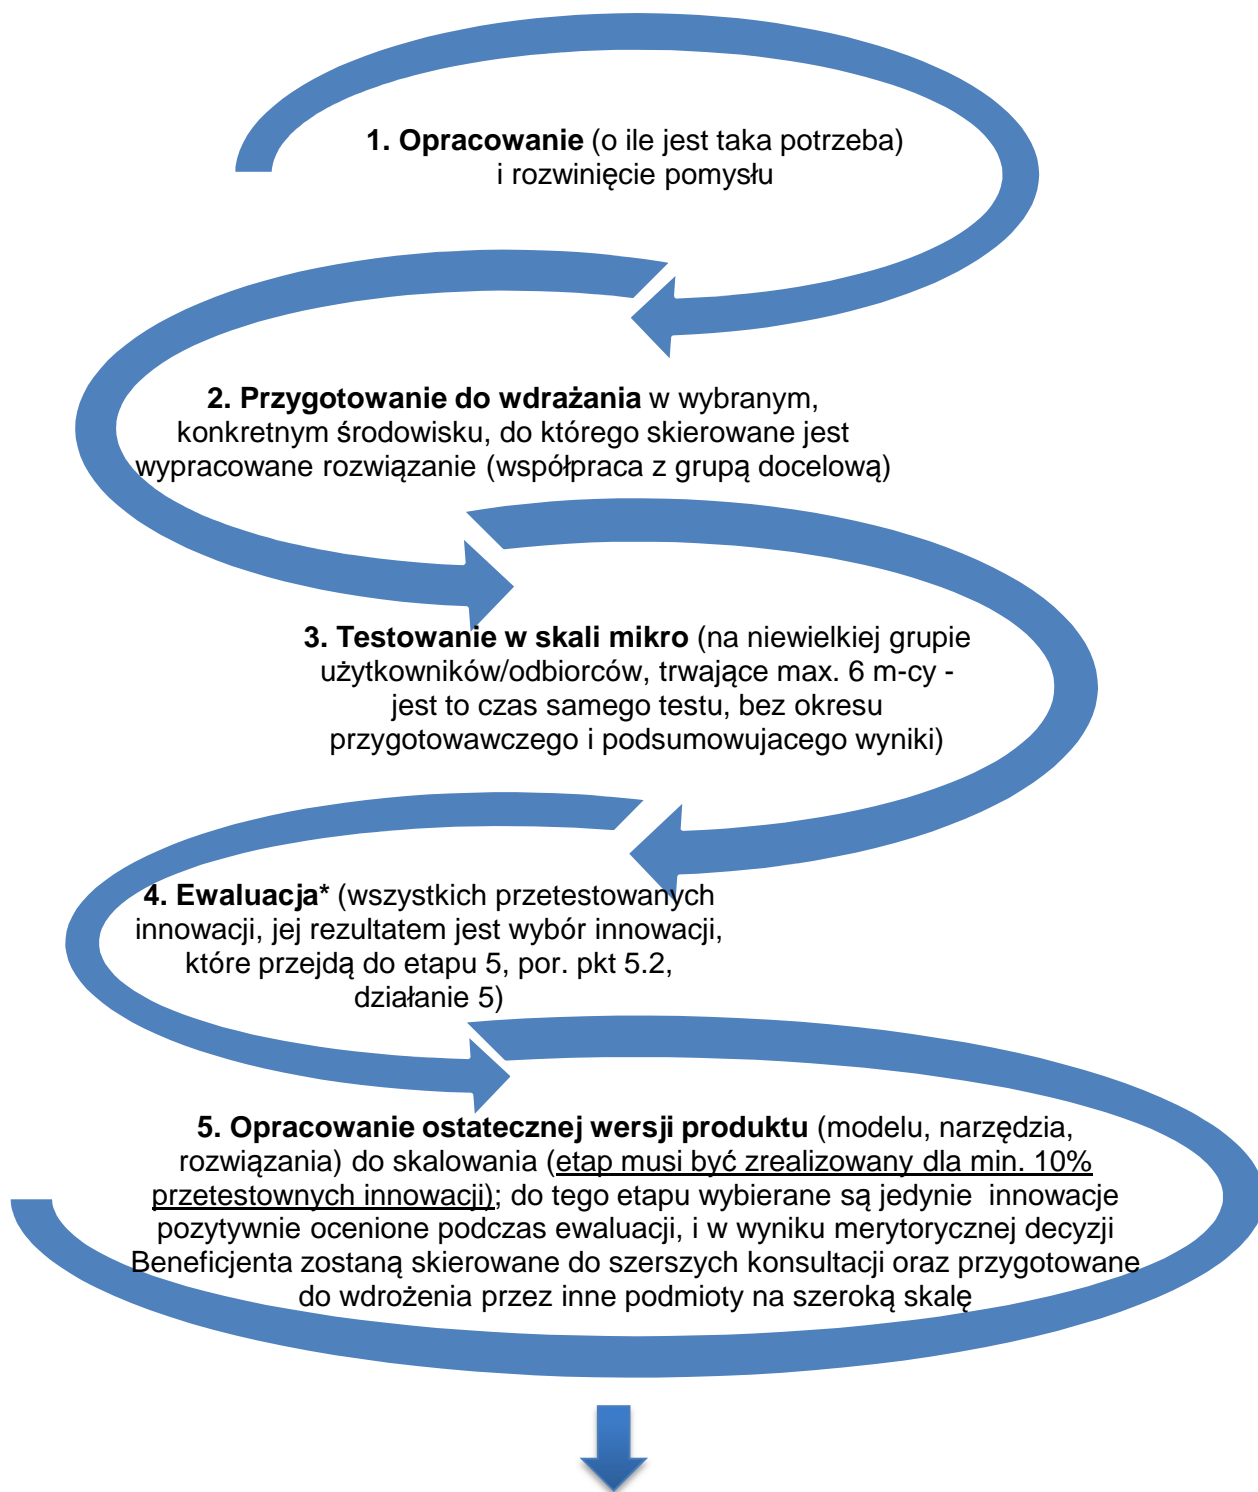 1. Opracowanie (o ile jest taka potrzeba)
i rozwinięcie pomysłu
2. Przygotowanie do wdrażania w wybranym,
konkretnym środowisku, do którego skierowane jest
wypracowane rozwiązanie (współpraca z grupą docelową)
3. Testowanie w skali mikro (na niewielkiej grupie
użytkowników/odbiorców, trwające max. 6 m-cy -
jest to czas samego testu, bez okresu
przygotowawczego i podsumowujacego wyniki)
4. Ewaluacja* (wszystkich przetestowanych
innowacji, jej rezultatem jest wybór innowacji,
które przejdą do etapu 5, por. pkt 5.2,
działanie 5)
5. Opracowanie ostatecznej wersji produktu (modelu, narzędzia,
rozwiązania) do skalowania (etap musi być zrealizowany dla min. 10%
przetestownych innowacji); do tego etapu wybierane są jedynie  innowacje
pozytywnie ocenione podczas ewaluacji, i w wyniku merytorycznej decyzji
Beneficjenta zostaną skierowane do szerszych konsultacji oraz przygotowane
do wdrożenia przez inne podmioty na szeroką skalę